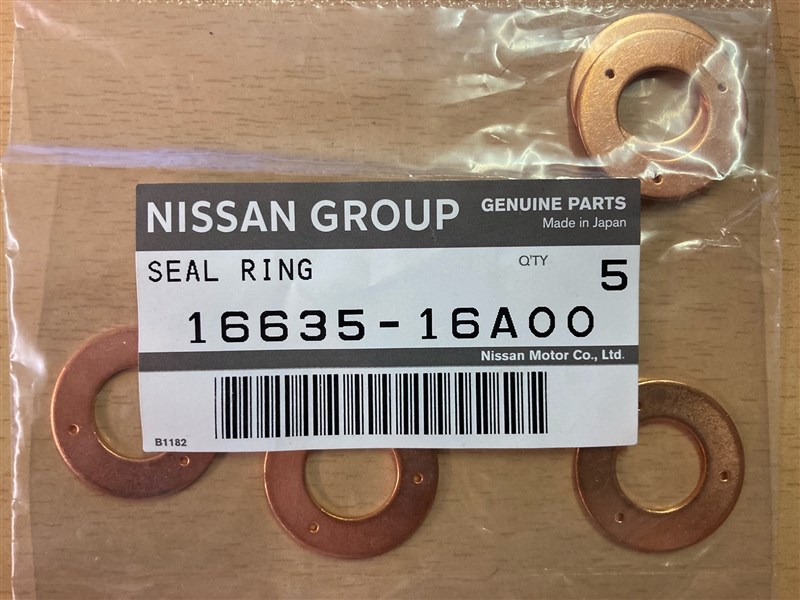 NISSAN GROUP GENUINE PARTS
Made in Japan
SEAL RING Q'TY 5
16635-16A00
Nissan Motor Co., Ltd.
B1182